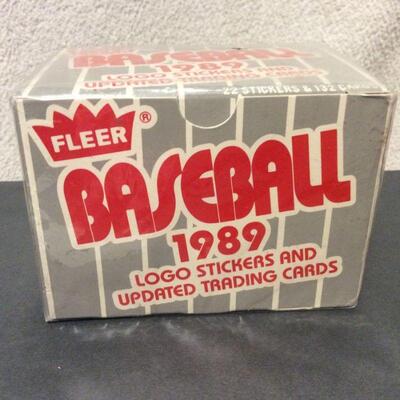 BASEBALL
1989
LOGO STICKERS AND
UPDATED TRADING CARDS
22 STICKERS & 132
FLEER®
BASEBALL
1989
LOGO STICKERS AND
UPDATED TRADING CARDS